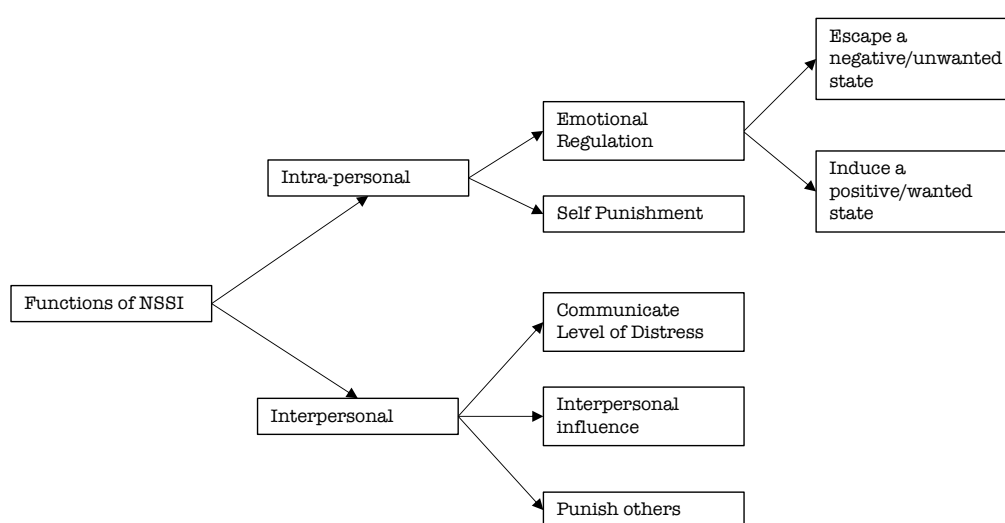 Escape a
negative/unwanted
state
Emotional
Regulation
Induce a
positive/wanted
state
Intra-personal
Self Punishment
Functions of NSSI
Communicate
Level of Distress
Interpersonal
Interpersonal
influence
Punish others